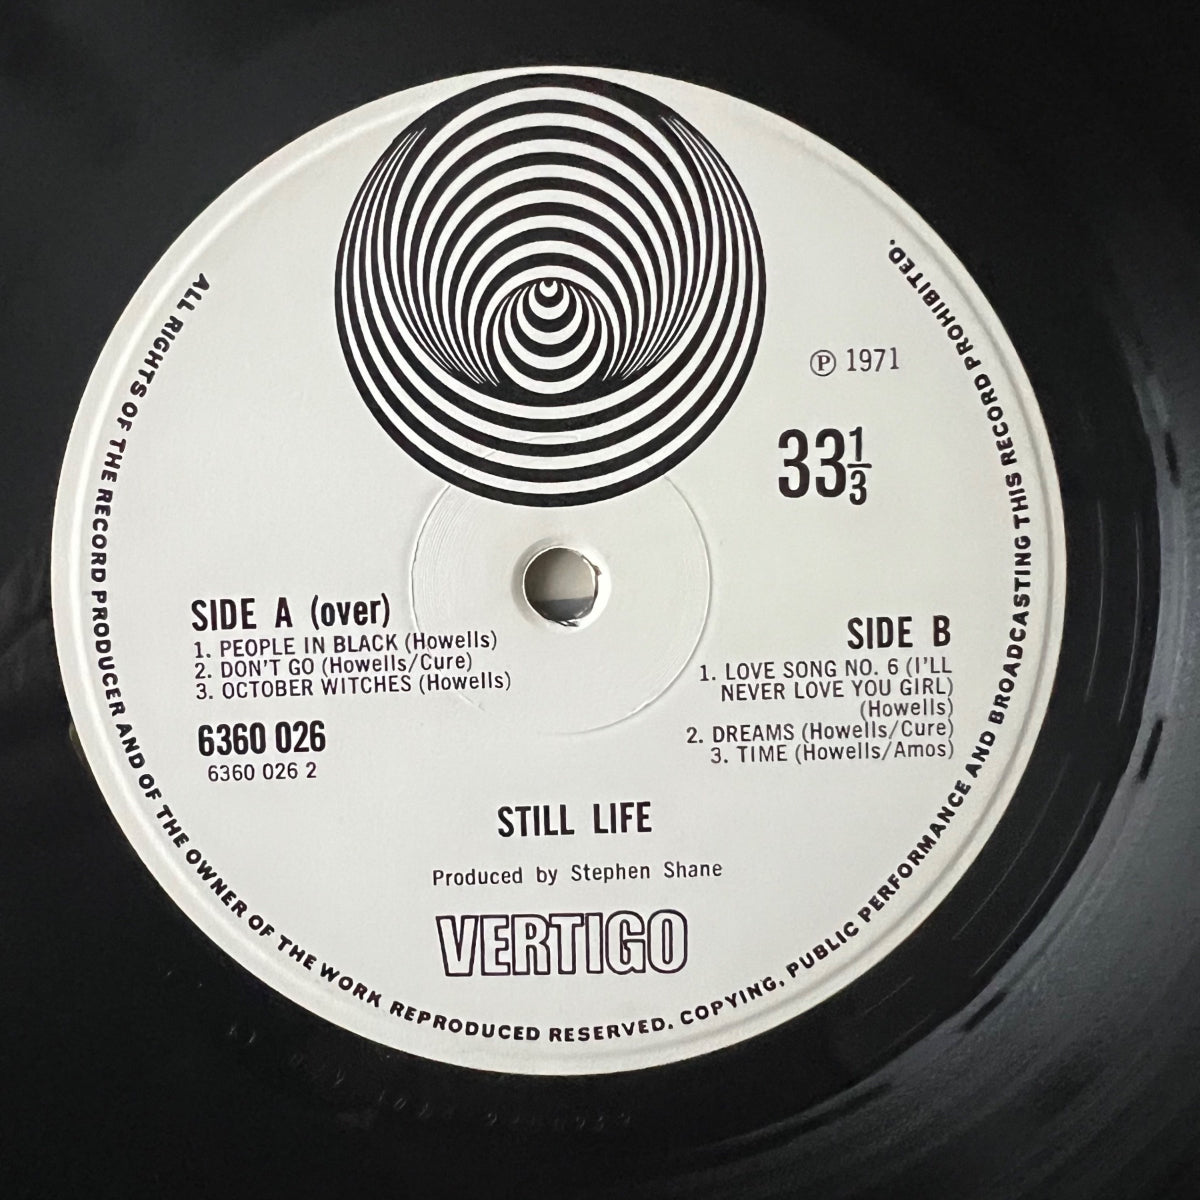 ALL RIGHTS OF THE RECORD PRODUCER AND OF THE OWNER OF THE WORK REPRODUCED RESERVED. COPYING, PUBLIC PERFORMANCE AND BROADCASTING THIS RECORD PROHIBITED.
℗ 1971
33⅓
SIDE A (over)
1. PEOPLE IN BLACK (Howells)
2. DON'T GO (Howells/Cure)
3. OCTOBER WITCHES (Howells)
6360 026
6360 026 2
SIDE B
1. LOVE SONG NO. 6 (I'LL
NEVER LOVE YOU GIRL)
(Howells)
2. DREAMS (Howells/Cure)
3. TIME (Howells/Amos)
STILL LIFE
Produced by Stephen Shane
VERTIGO